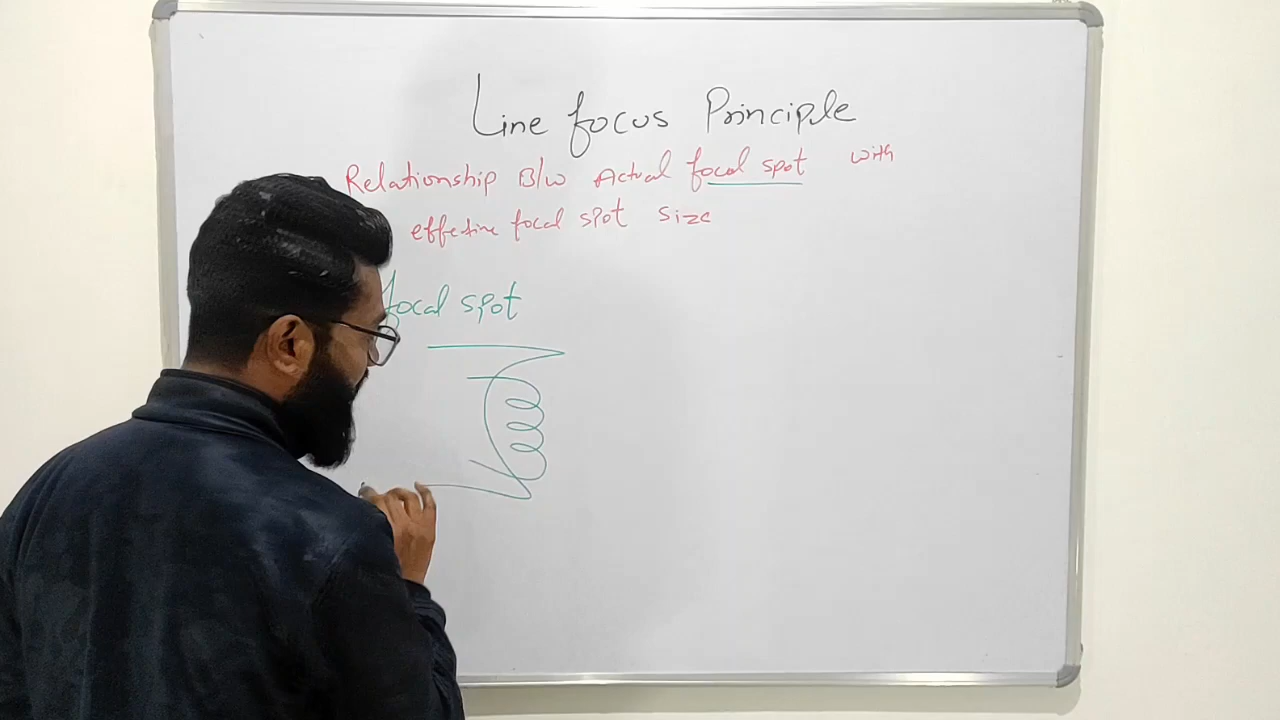 Line focus Principle
Relationship B/w Actual focal spot with
effective focal spot size
focal spot